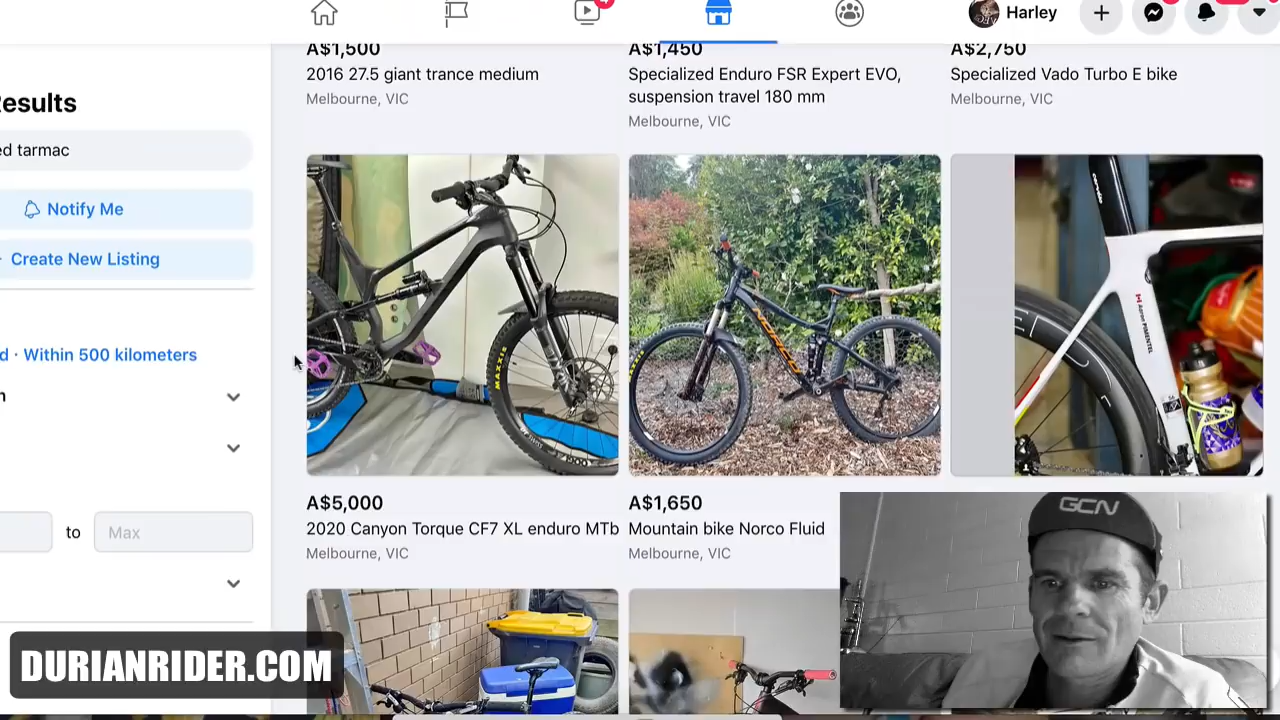 Harley
A$1,500
2016 27.5 giant trance medium
Melbourne, VIC
A$1,450
Specialized Enduro FSR Expert EVO,
suspension travel 180 mm
Melbourne, VIC
A$2,750
Specialized Vado Turbo E bike
Melbourne, VIC
esults
ed tarmac
Notify Me
Create New Listing
d · Within 500 kilometers
n
to
Max
MAXXIS
NORCO
A$5,000
2020 Canyon Torque CF7 XL enduro MTb
Melbourne, VIC
A$1,650
Mountain bike Norco Fluid
Melbourne, VIC
GCN
DURIANRIDER.COM